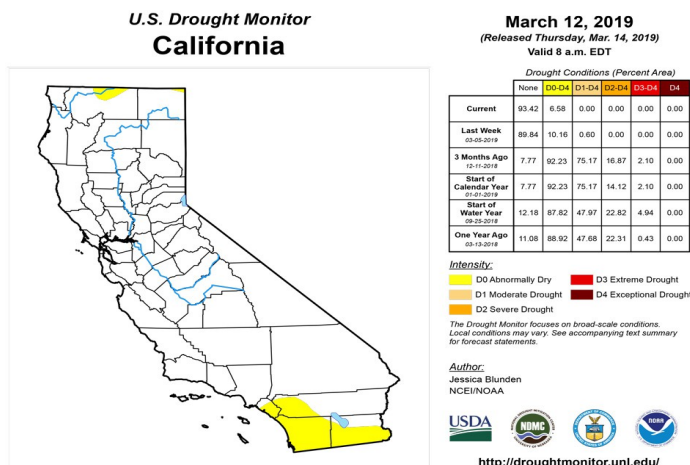 U.S. Drought Monitor
California
March 12, 2019
(Released Thursday, Mar. 14, 2019)
Valid 8 a.m. EDT
Drought Conditions (Percent Area)
None D0-D4 D1-D4 D2-D4 D3-D4 D4
Current 93.42 6.58 0.00 0.00 0.00 0.00
Last Week
03-05-2019 89.84 10.16 0.60 0.00 0.00 0.00
3 Months Ago
12-11-2018 7.77 92.23 75.17 16.87 2.10 0.00
Start of
Calendar Year
01-01-2019 7.77 92.23 75.17 14.12 2.10 0.00
Start of
Water Year
09-25-2018 12.18 87.82 47.97 22.82 4.94 0.00
One Year Ago
03-13-2018 11.08 88.92 47.68 22.31 0.43 0.00
Intensity:
D0 Abnormally Dry D3 Extreme Drought
D1 Moderate Drought D4 Exceptional Drought
D2 Severe Drought
The Drought Monitor focuses on broad-scale conditions.
Local conditions may vary. See accompanying text summary
for forecast statements.
Author:
Jessica Blunden
NCEI/NOAA
USDA NDMC NOAA
http://droughtmonitor.unl.edu/